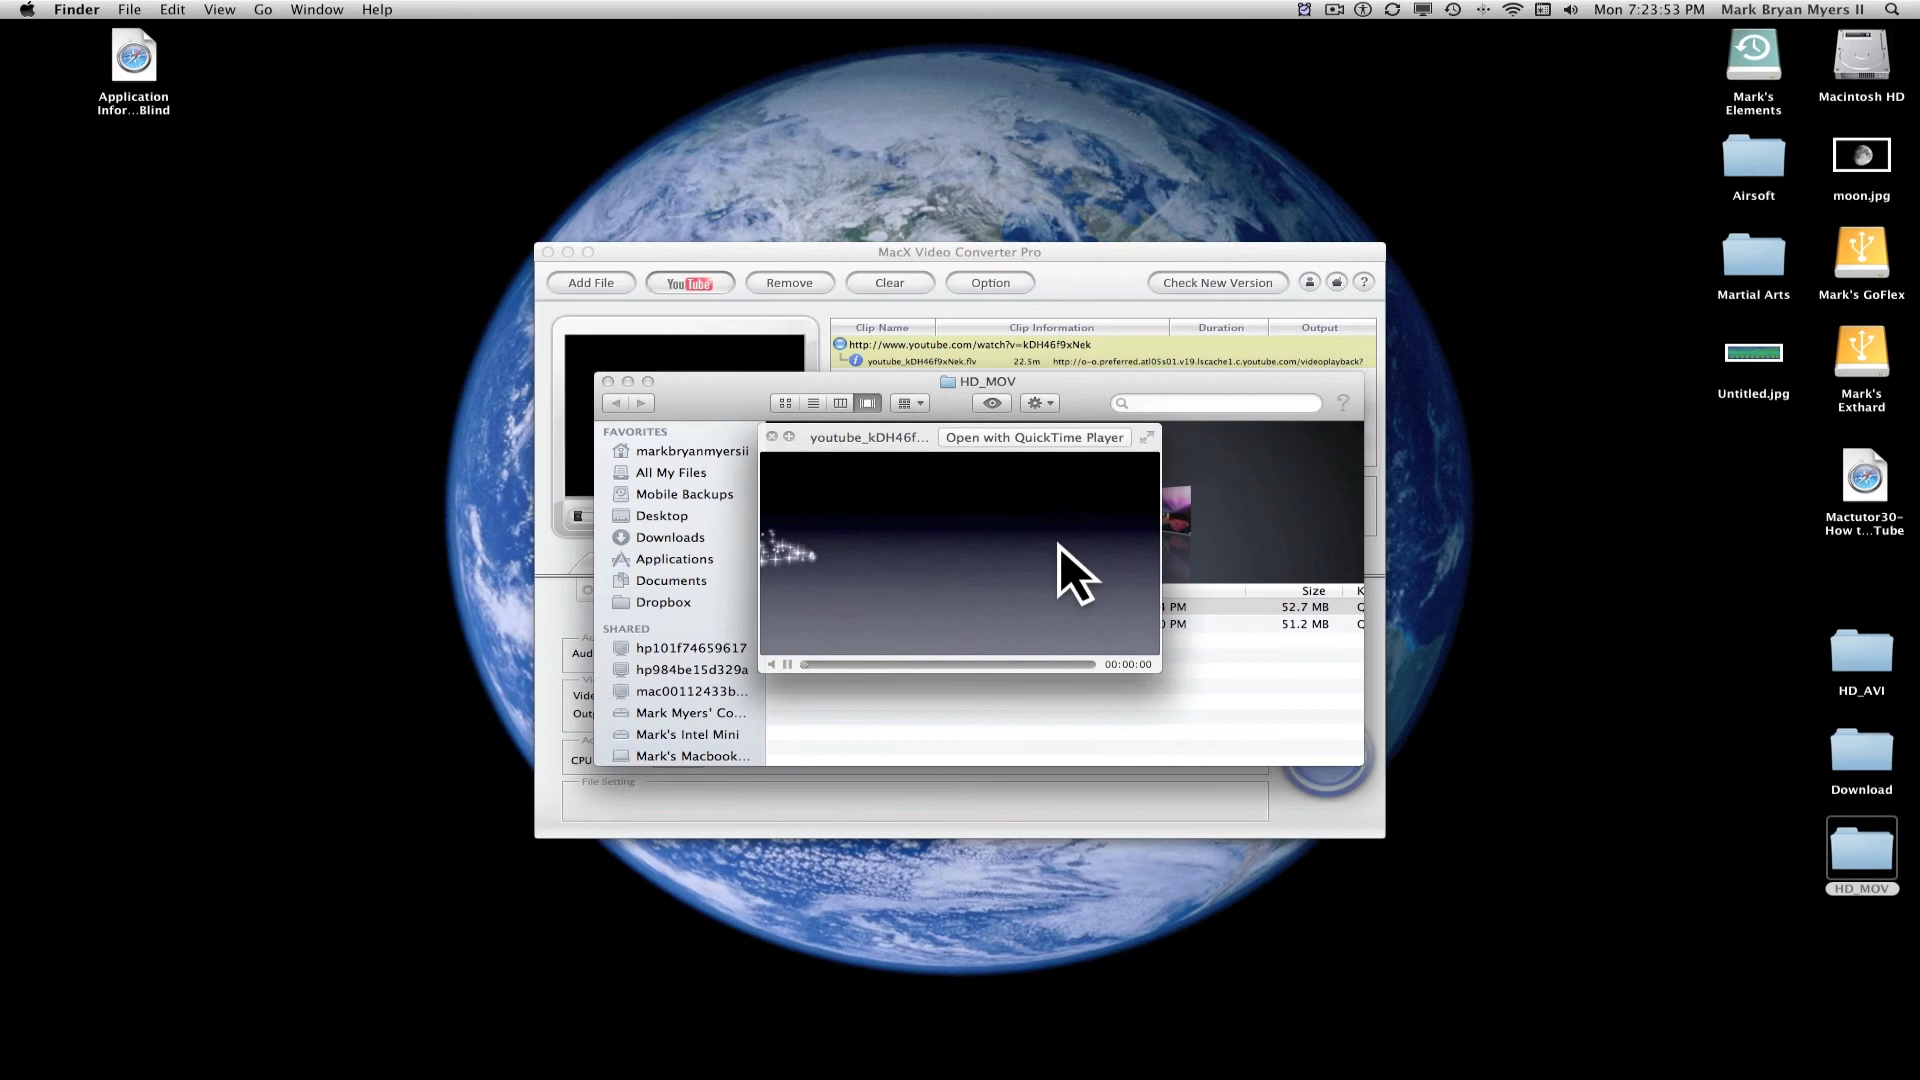 Finder File Edit View Go Window Help
Mon 7:23:53 PM Mark Bryan Myers II
Application
Infor...Blind
Mark's
Elements
Macintosh HD
Airsoft
moon.jpg
Martial Arts
Mark's GoFlex
Untitled.jpg
Mark's
Exthard
Mactutor30-
How t...Tube
HD_AVI
Download
HD_MOV
MacX Video Converter Pro
Add File YouTube Remove Clear Option Check New Version ?
Clip Name Clip Information Duration Output
http://www.youtube.com/watch?v=kDH46f9xNek
youtube_kDH46f9xNek.flv 22.5m http://o-o.preferred.atl05s01.v19.lscache1.c.youtube.com/videoplayback?
HD_MOV
?
FAVORITES
markbryanmyersii
All My Files
Mobile Backups
Desktop
Downloads
Applications
Documents
Dropbox
SHARED
hp101f74659617
hp984be15d329a
mac00112433b...
Mark Myers' Co...
Mark's Intel Mini
Mark's Macbook...
youtube_kDH46f... Open with QuickTime Player
00:00:00
Size K
PM 52.7 MB Q
PM 51.2 MB Q
Au
Aud
Vi
Vide
Outp
Ad
CPU
File Setting